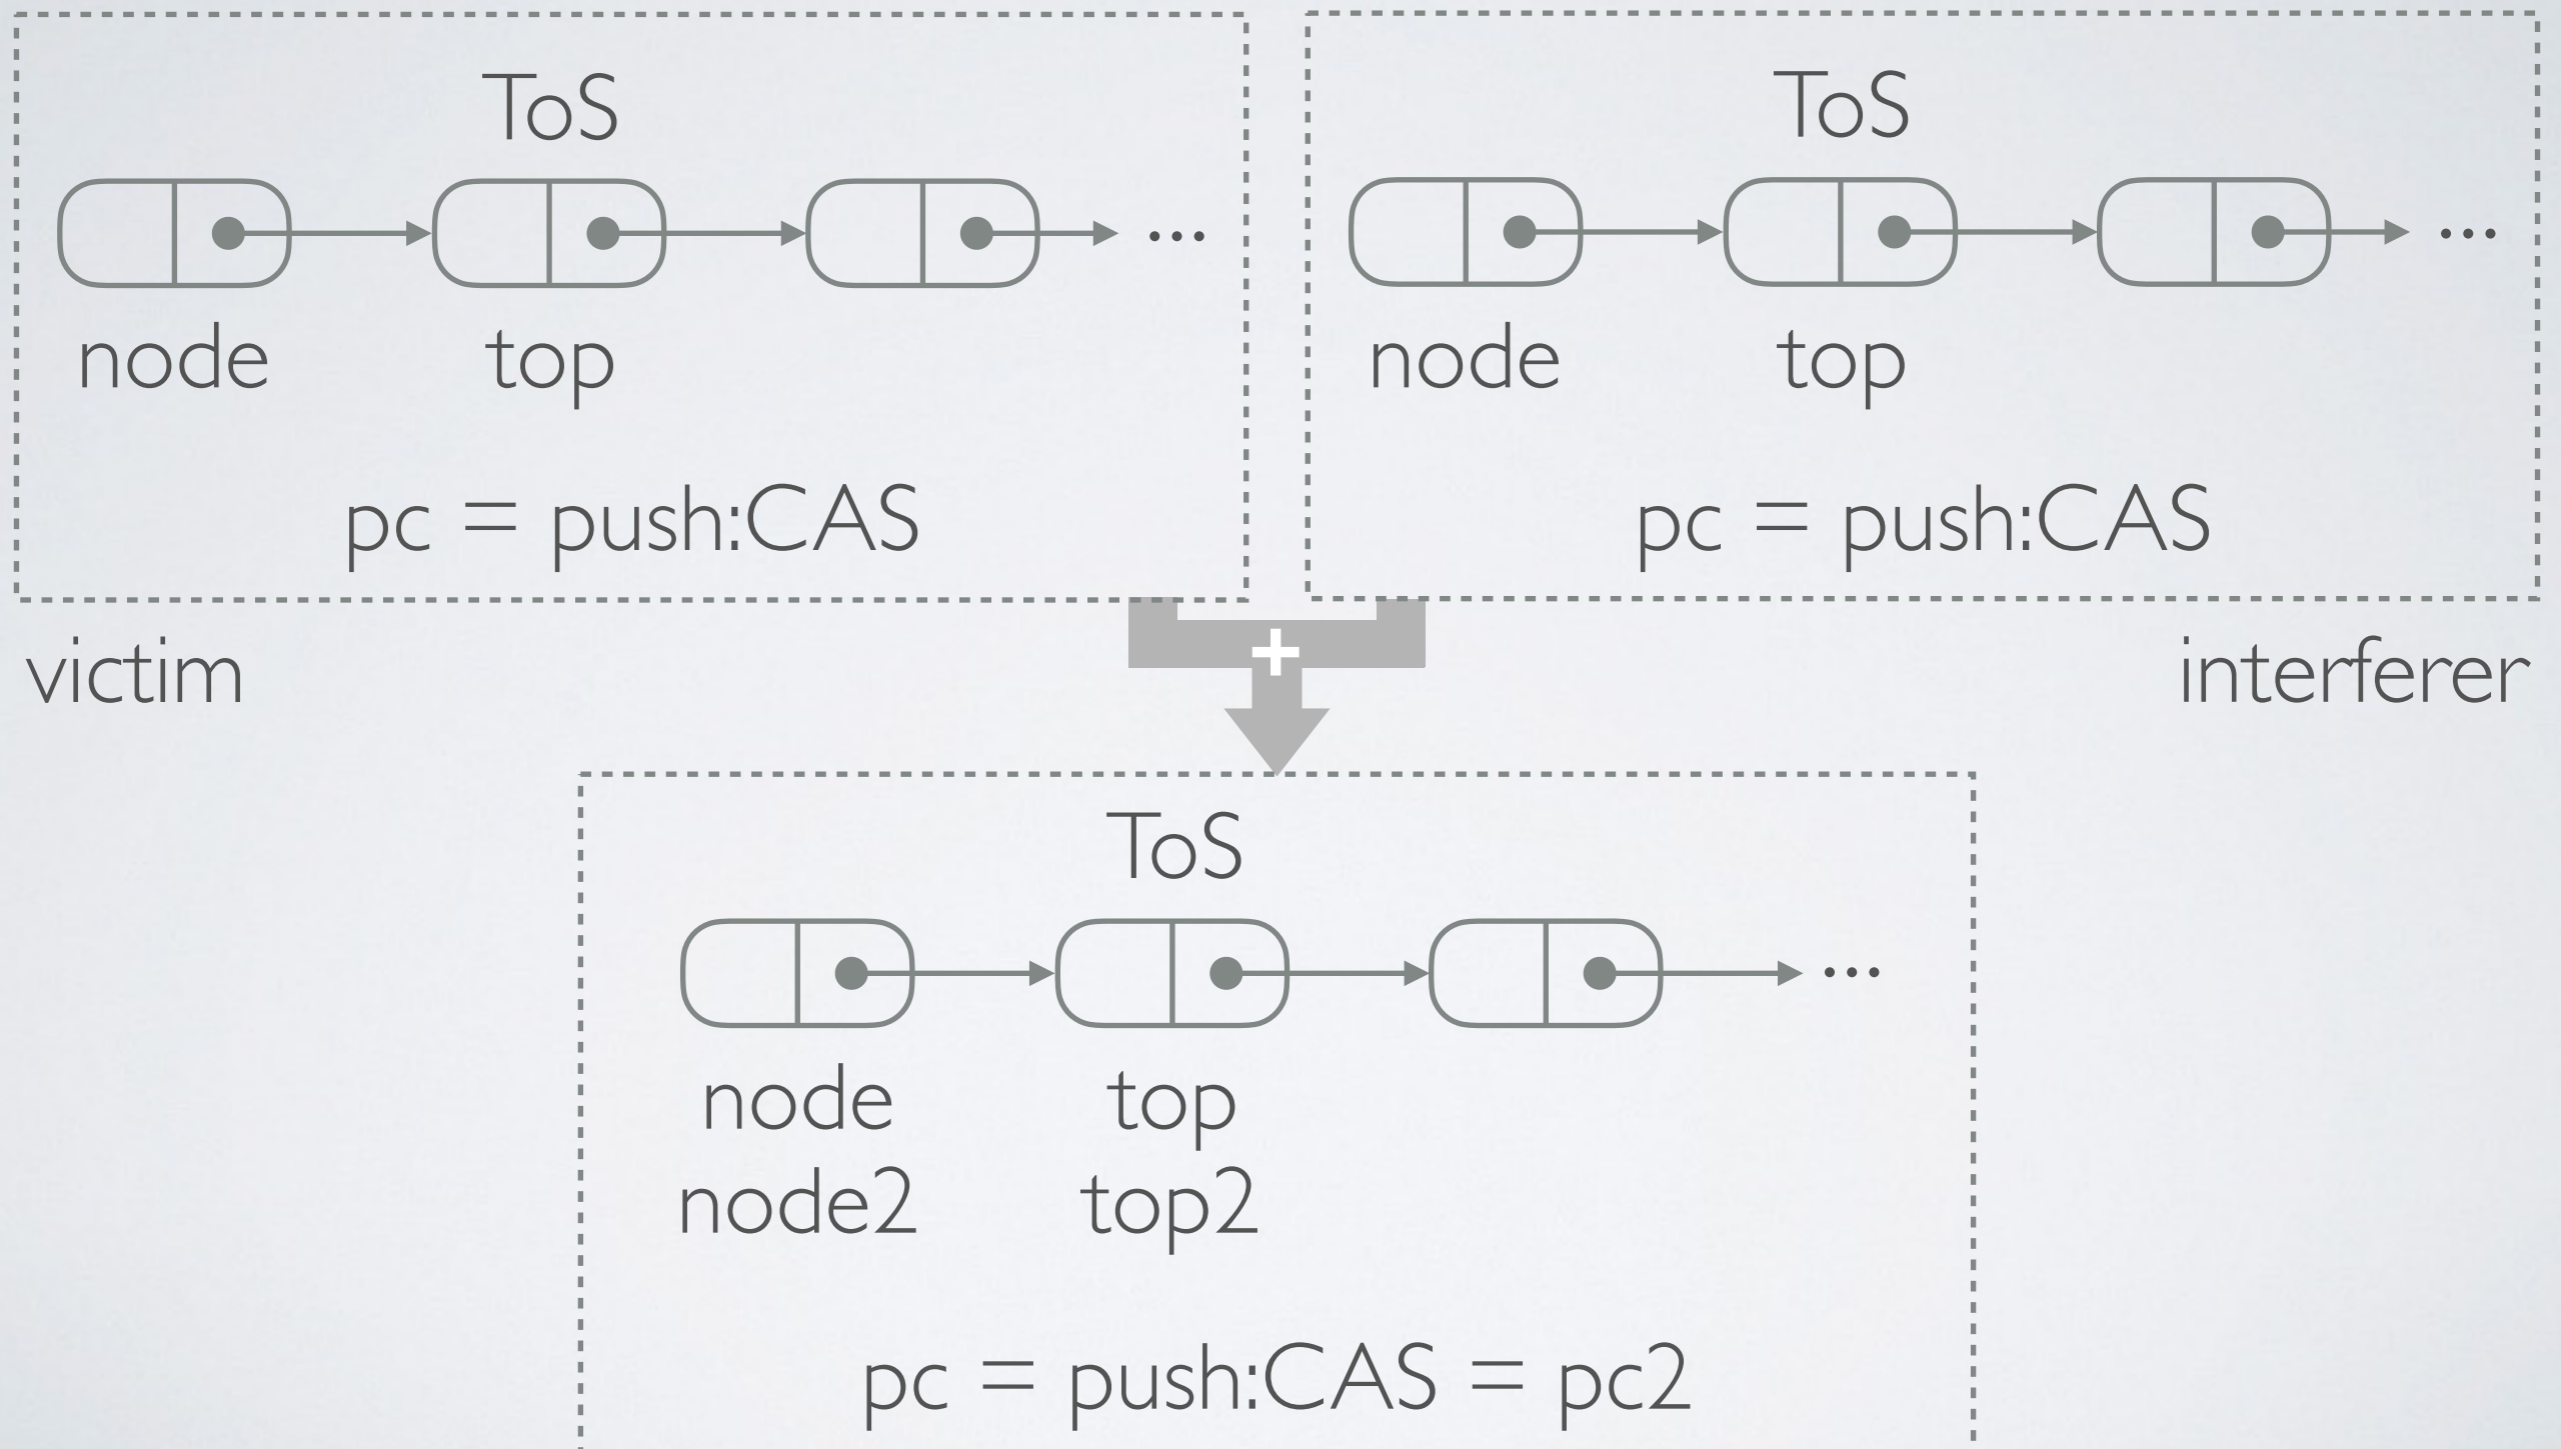 ToS
...
node top
pc = push:CAS
victim
ToS
...
node top
pc = push:CAS
interferer
+
ToS
...
node top
node2 top2
pc = push:CAS = pc2